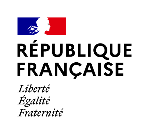 RÉPUBLIQUE
FRANÇAISE
Liberté
Égalité
Fraternité